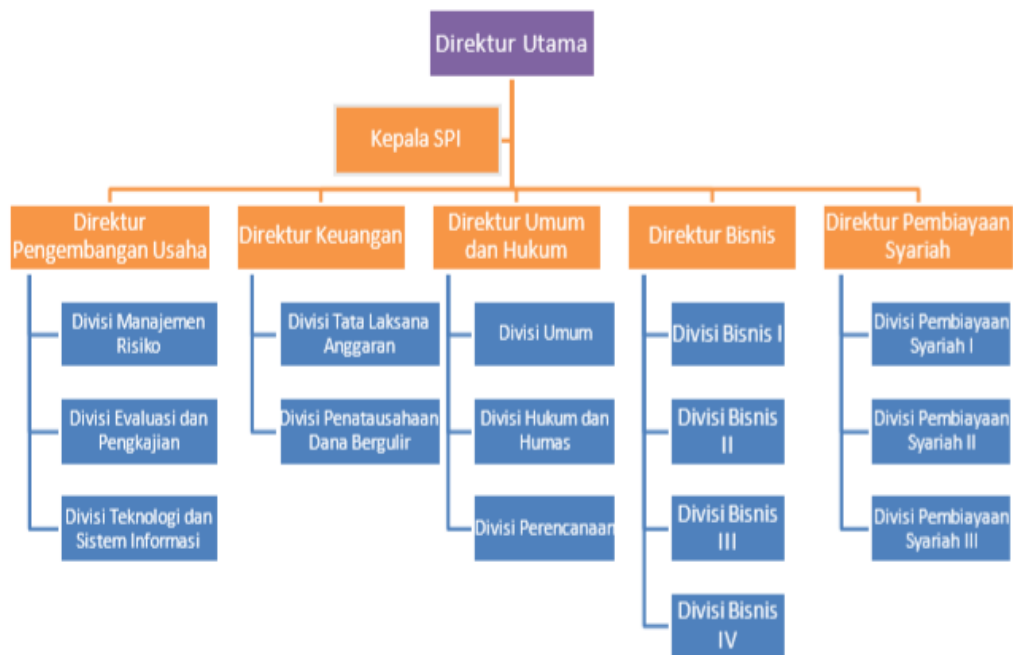 Direktur Utama
Kepala SPI
Direktur
Pengembangan Usaha
Direktur Keuangan
Direktur Umum
dan Hukum
Direktur Bisnis
Direktur Pembiayaan
Syariah
Divisi Manajemen
Risiko
Divisi Evaluasi dan
Pengkajian
Divisi Teknologi dan
Sistem Informasi
Divisi Tata Laksana
Anggaran
Divisi Penatausahaan
Dana Bergulir
Divisi Umum
Divisi Hukum dan
Humas
Divisi Perencanaan
Divisi Bisnis I
Divisi Bisnis
II
Divisi Bisnis
III
Divisi Bisnis
IV
Divisi Pembiayaan
Syariah I
Divisi Pembiayaan
Syariah II
Divisi Pembiayaan
Syariah III